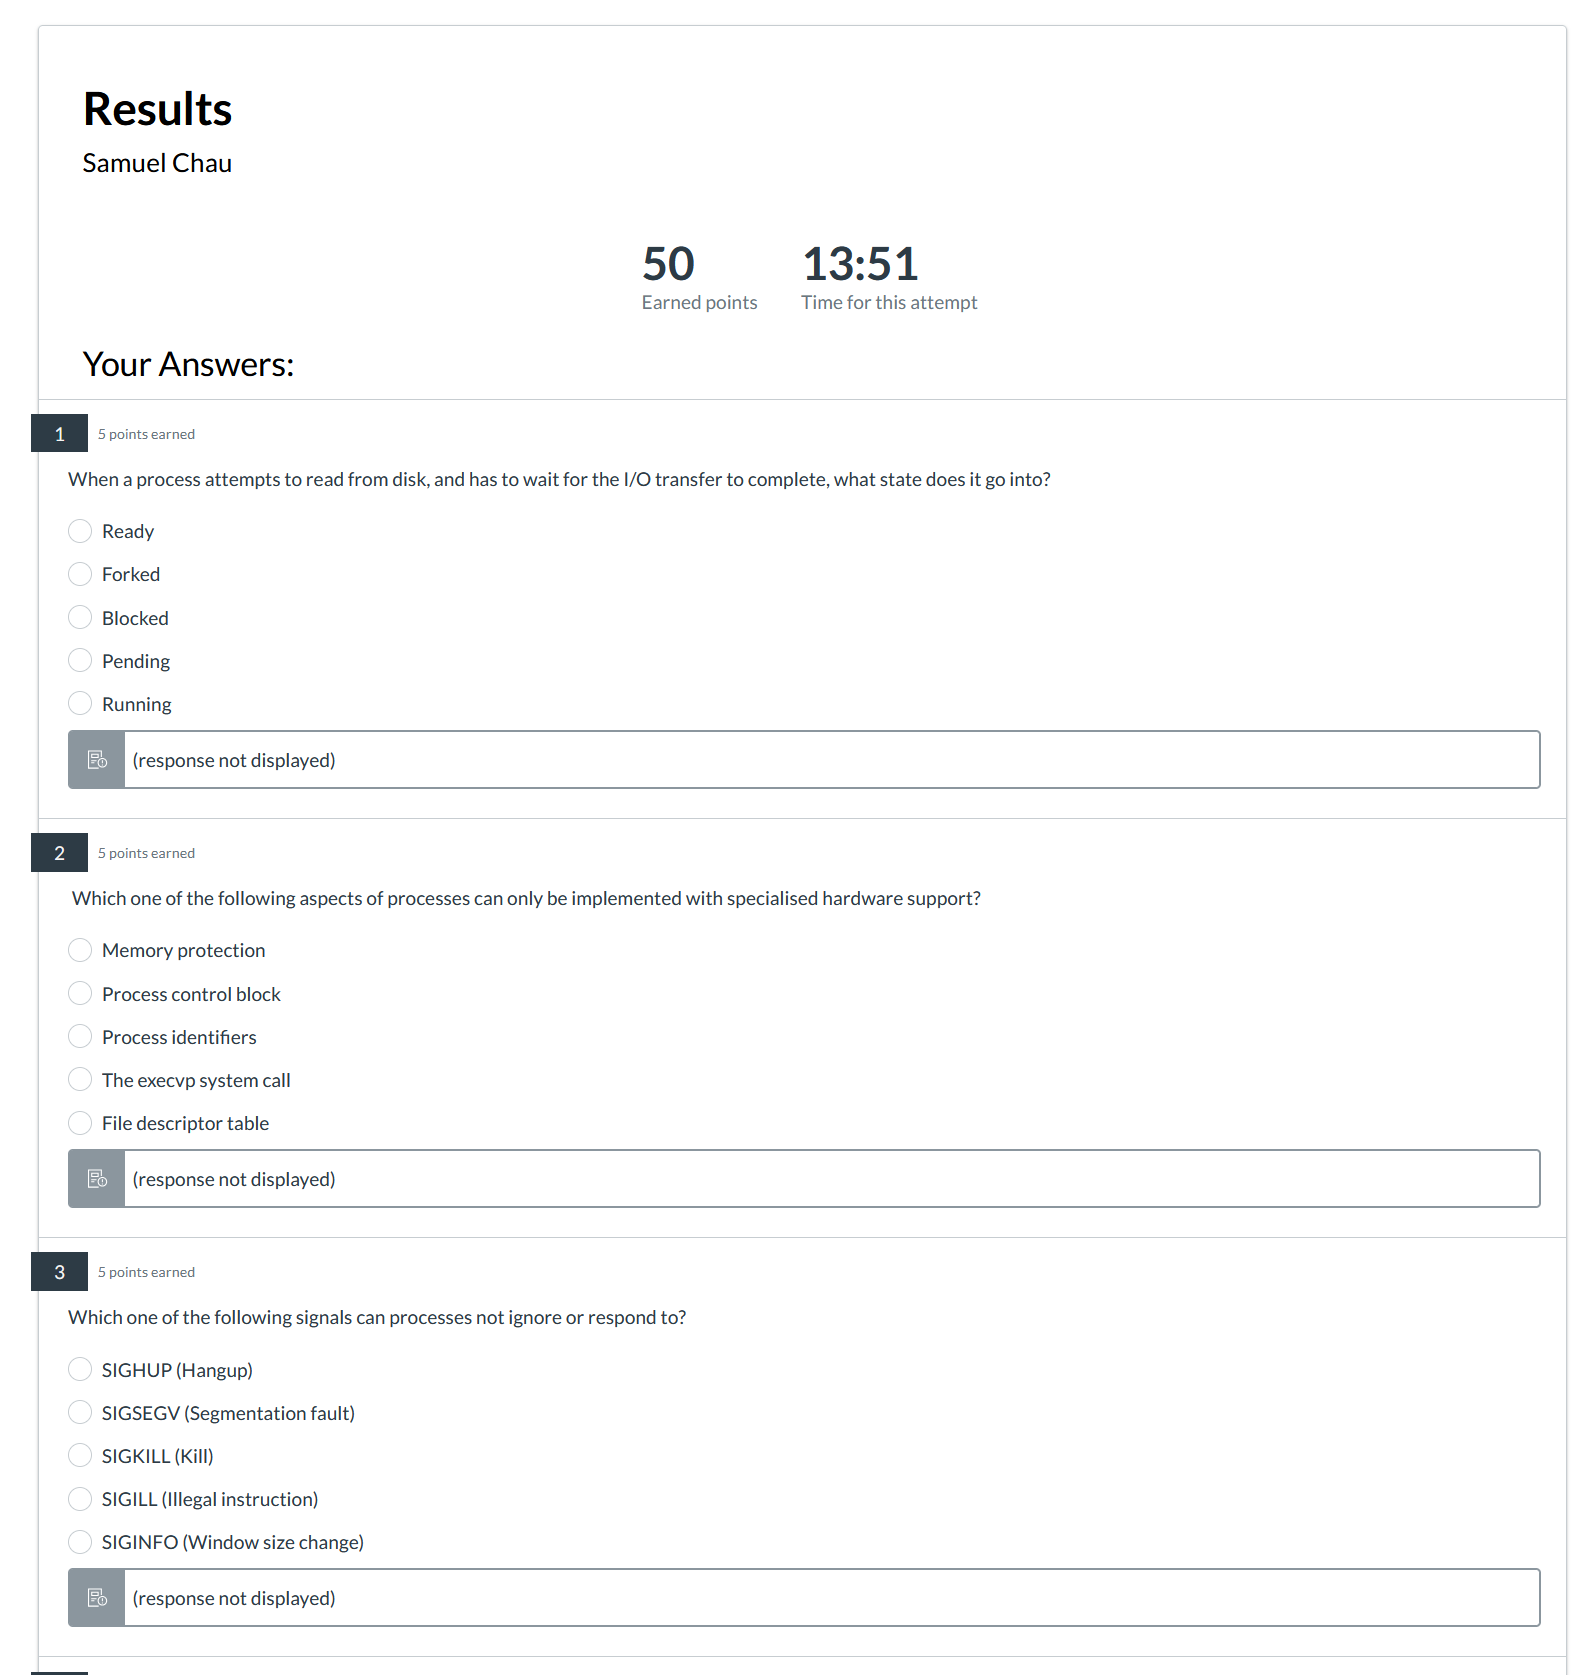 Results
Samuel Chau
50 13:51
Earned points Time for this attempt
Your Answers:
1 5 points earned
When a process attempts to read from disk, and has to wait for the I/O transfer to complete, what state does it go into?
Ready
Forked
Blocked
Pending
Running
(response not displayed)
2 5 points earned
Which one of the following aspects of processes can only be implemented with specialised hardware support?
Memory protection
Process control block
Process identifiers
The execvp system call
File descriptor table
(response not displayed)
3 5 points earned
Which one of the following signals can processes not ignore or respond to?
SIGHUP (Hangup)
SIGSEGV (Segmentation fault)
SIGKILL (Kill)
SIGILL (Illegal instruction)
SIGINFO (Window size change)
(response not displayed)